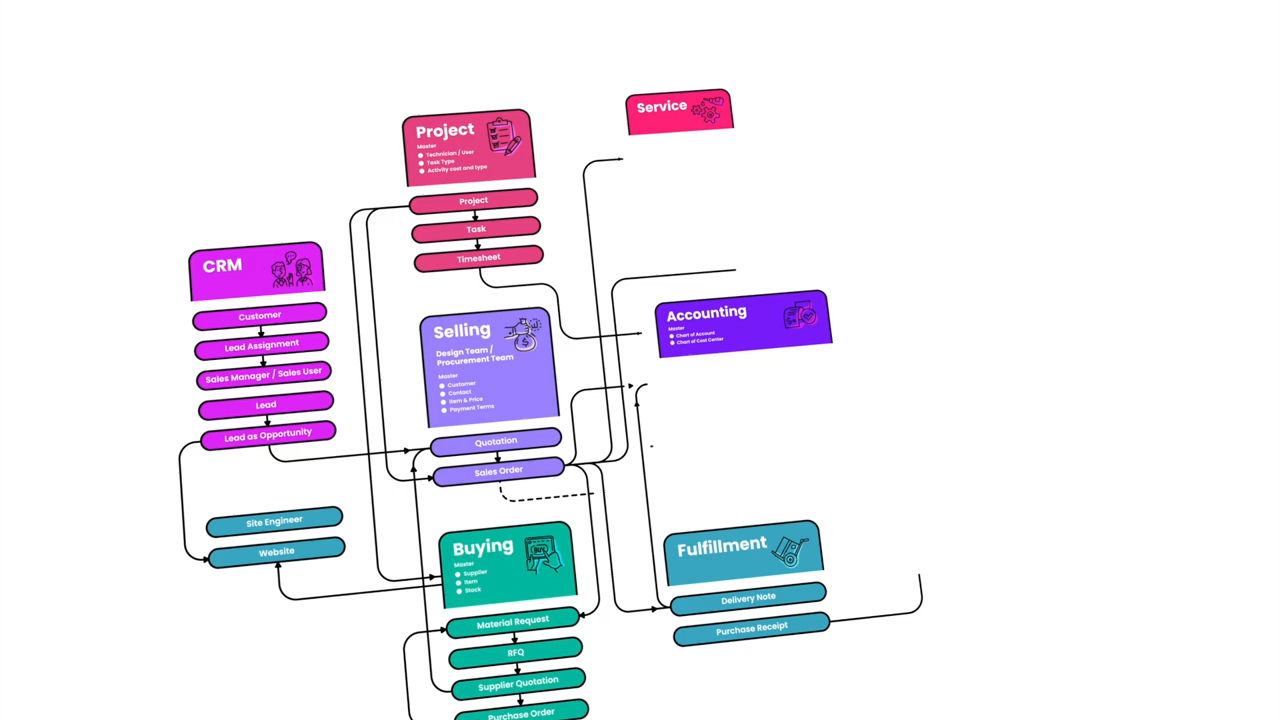 Service
Project
Master
Technician / User
Task Type
Activity cost and type
Project
Task
Timesheet
CRM
Customer
Lead Assignment
Sales Manager / Sales User
Lead
Lead as Opportunity
Site Engineer
Website
Selling
Design Team /
Procurement Team
Master
Customer
Contact
Item & Price
Payment Terms
Quotation
Sales Order
Accounting
Master
Chart of Account
Chart of Cost Center
Buying
Master
Supplier
Item
Stock
Material Request
RFQ
Supplier Quotation
Purchase Order
Fulfillment
Delivery Note
Purchase Receipt